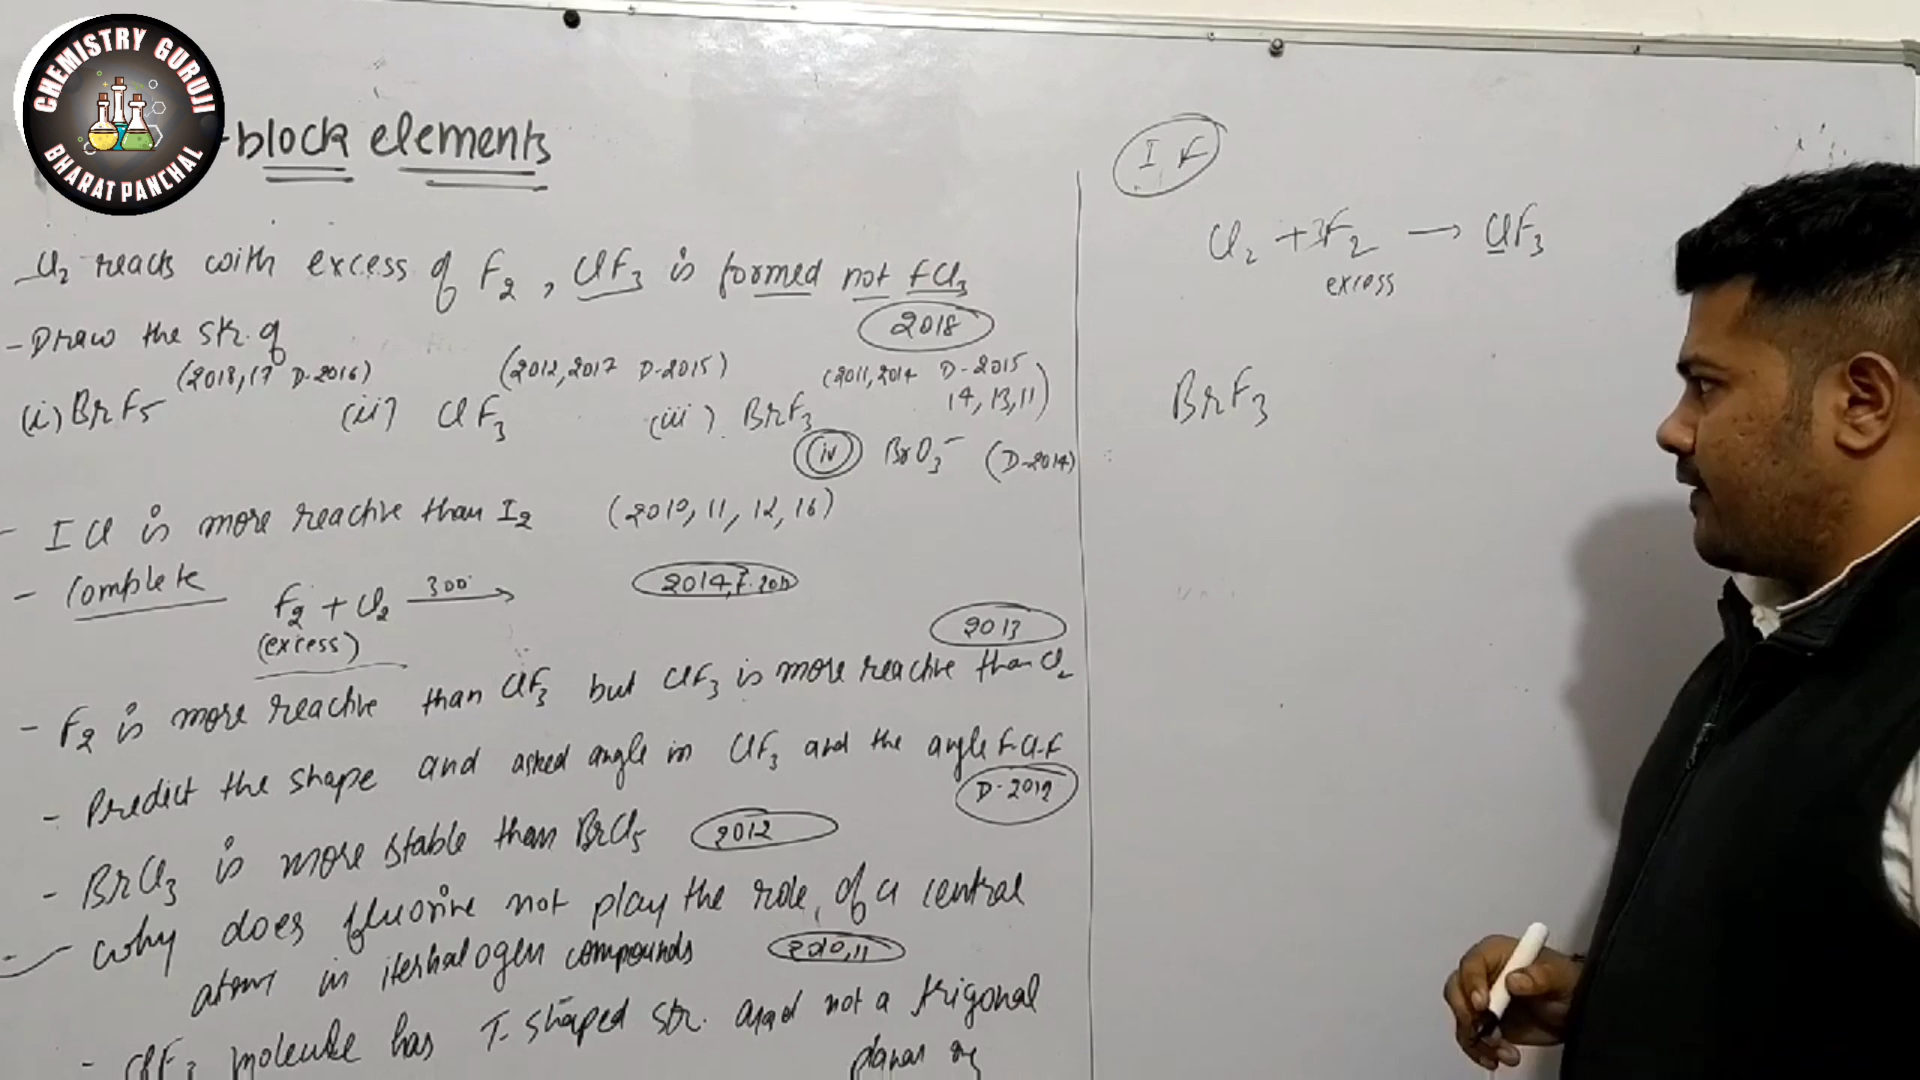 CHEMISTRY GURUJI
BHARAT PANCHAL
-block elements
Cl2 reacts with excess of F2, ClF3 is formed not FCl3
2018
- Draw the str. of
(2018, 17 D-2016) (2012, 2017 D-2015) (2011, 2014 D-2015
14, 13, 11)
(i) BrF5 (ii) ClF3 (iii) BrF3
(iv) BrO3- (D-2014)
- ICl is more reactive than I2 (2010, 11, 12, 16)
- Complete F2 + Cl2 300° →
(excess)
2013
- F2 is more reactive than ClF3 but ClF3 is more reactive than Cl2
- Predict the shape and asked angle in ClF3 and the angle F-Cl-F
- BrCl3 is more stable than BrCl5 2012
- Why does fluorine not play the role of a central
atom in iterhalogen compounds 2010, 11
- ClF3 molecule has T-shaped str. and not a trigonal
planar
I F
Cl2 + 3F2 → ClF3
excess
BrF3